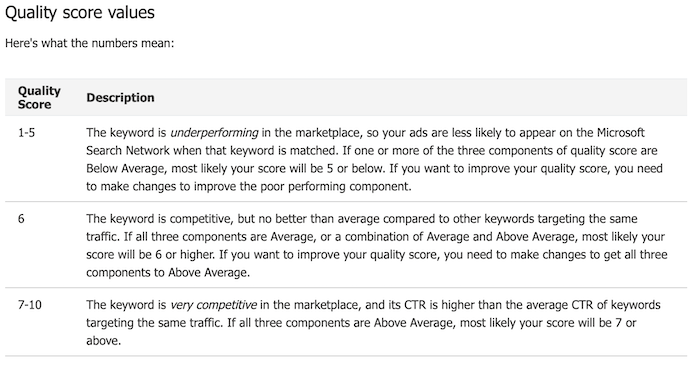 Quality score values
Here's what the numbers mean:
Quality Score
Description
1-5
The keyword is underperforming in the marketplace, so your ads are less likely to appear on the Microsoft
Search Network when that keyword is matched. If one or more of the three components of quality score are
Below Average, most likely your score will be 5 or below. If you want to improve your quality score, you need
to make changes to improve the poor performing component.
6
The keyword is competitive, but no better than average compared to other keywords targeting the same
traffic. If all three components are Average, or a combination of Average and Above Average, most likely your
score will be 6 or higher. If you want to improve your quality score, you need to make changes to get all three
components to Above Average.
7-10
The keyword is very competitive in the marketplace, and its CTR is higher than the average CTR of keywords
targeting the same traffic. If all three components are Above Average, most likely your score will be 7 or
above.